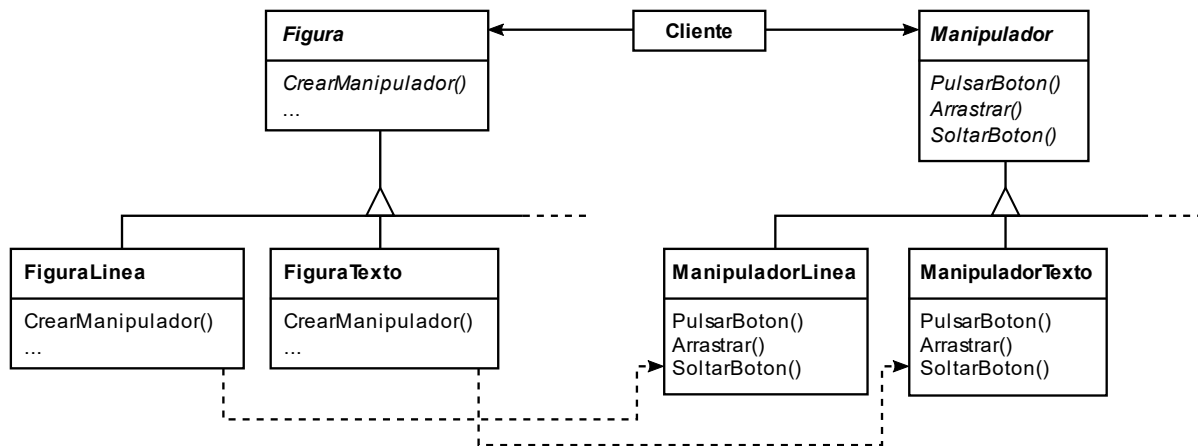 Figura
CrearManipulador()
...
Cliente
Manipulador
PulsarBoton()
Arrastrar()
SoltarBoton()
FiguraLinea
CrearManipulador()
...
FiguraTexto
CrearManipulador()
...
ManipuladorLinea
PulsarBoton()
Arrastrar()
SoltarBoton()
ManipuladorTexto
PulsarBoton()
Arrastrar()
SoltarBoton()